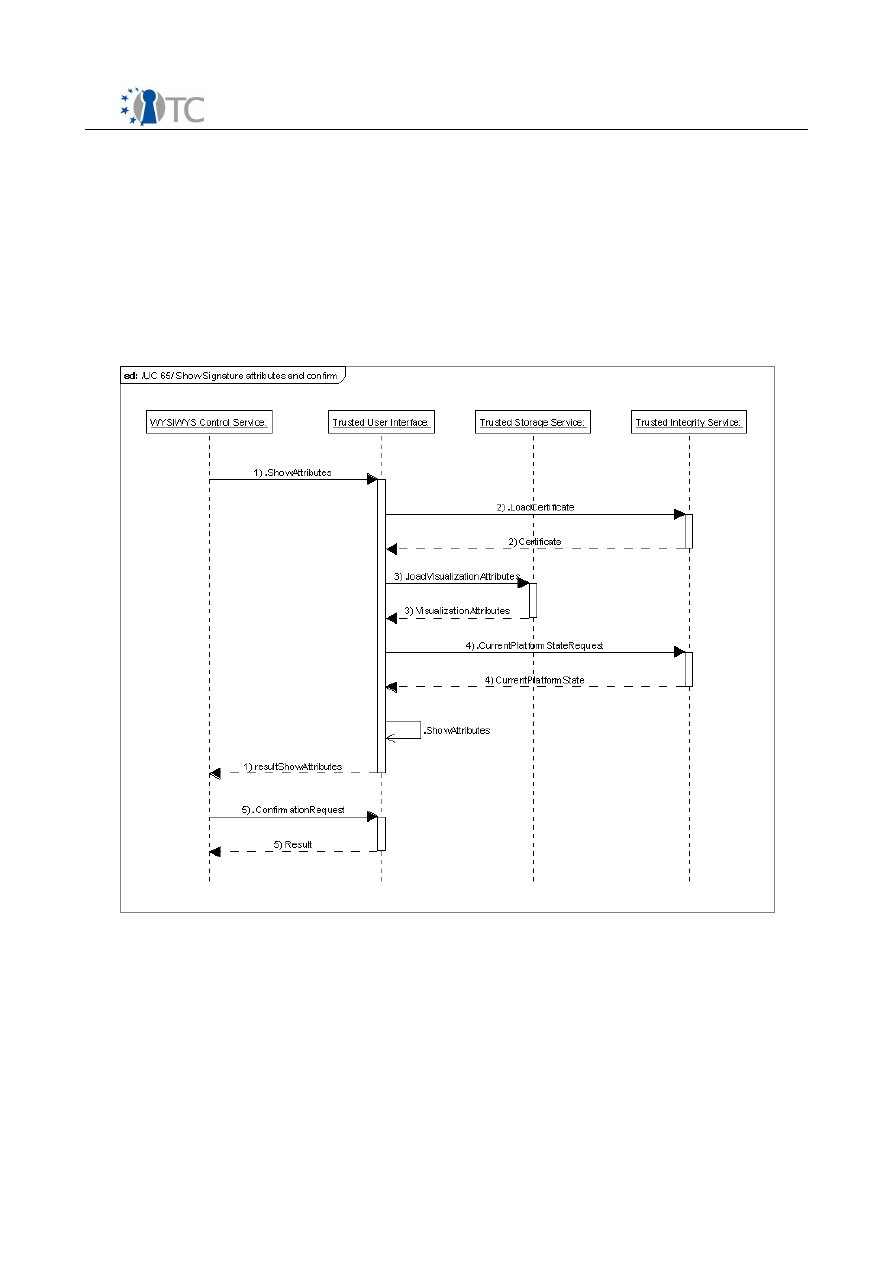 TC
sd: /UC 65/ Show Signature attributes and confirm
WYSIWYS Control Service:
Trusted User Interface:
Trusted Storage Service:
Trusted Integrity Service:
1) .ShowAttributes
2) .LoadCertificate
2) Certificate
3) .loadVisualizationAttributes
3) VisualizationAttributes
4) .CurrentPlatformStateRequest
4) CurrentPlatformState
.ShowAttributes
1) resultShowAttributes
5) .ConfirmationRequest
5) Result